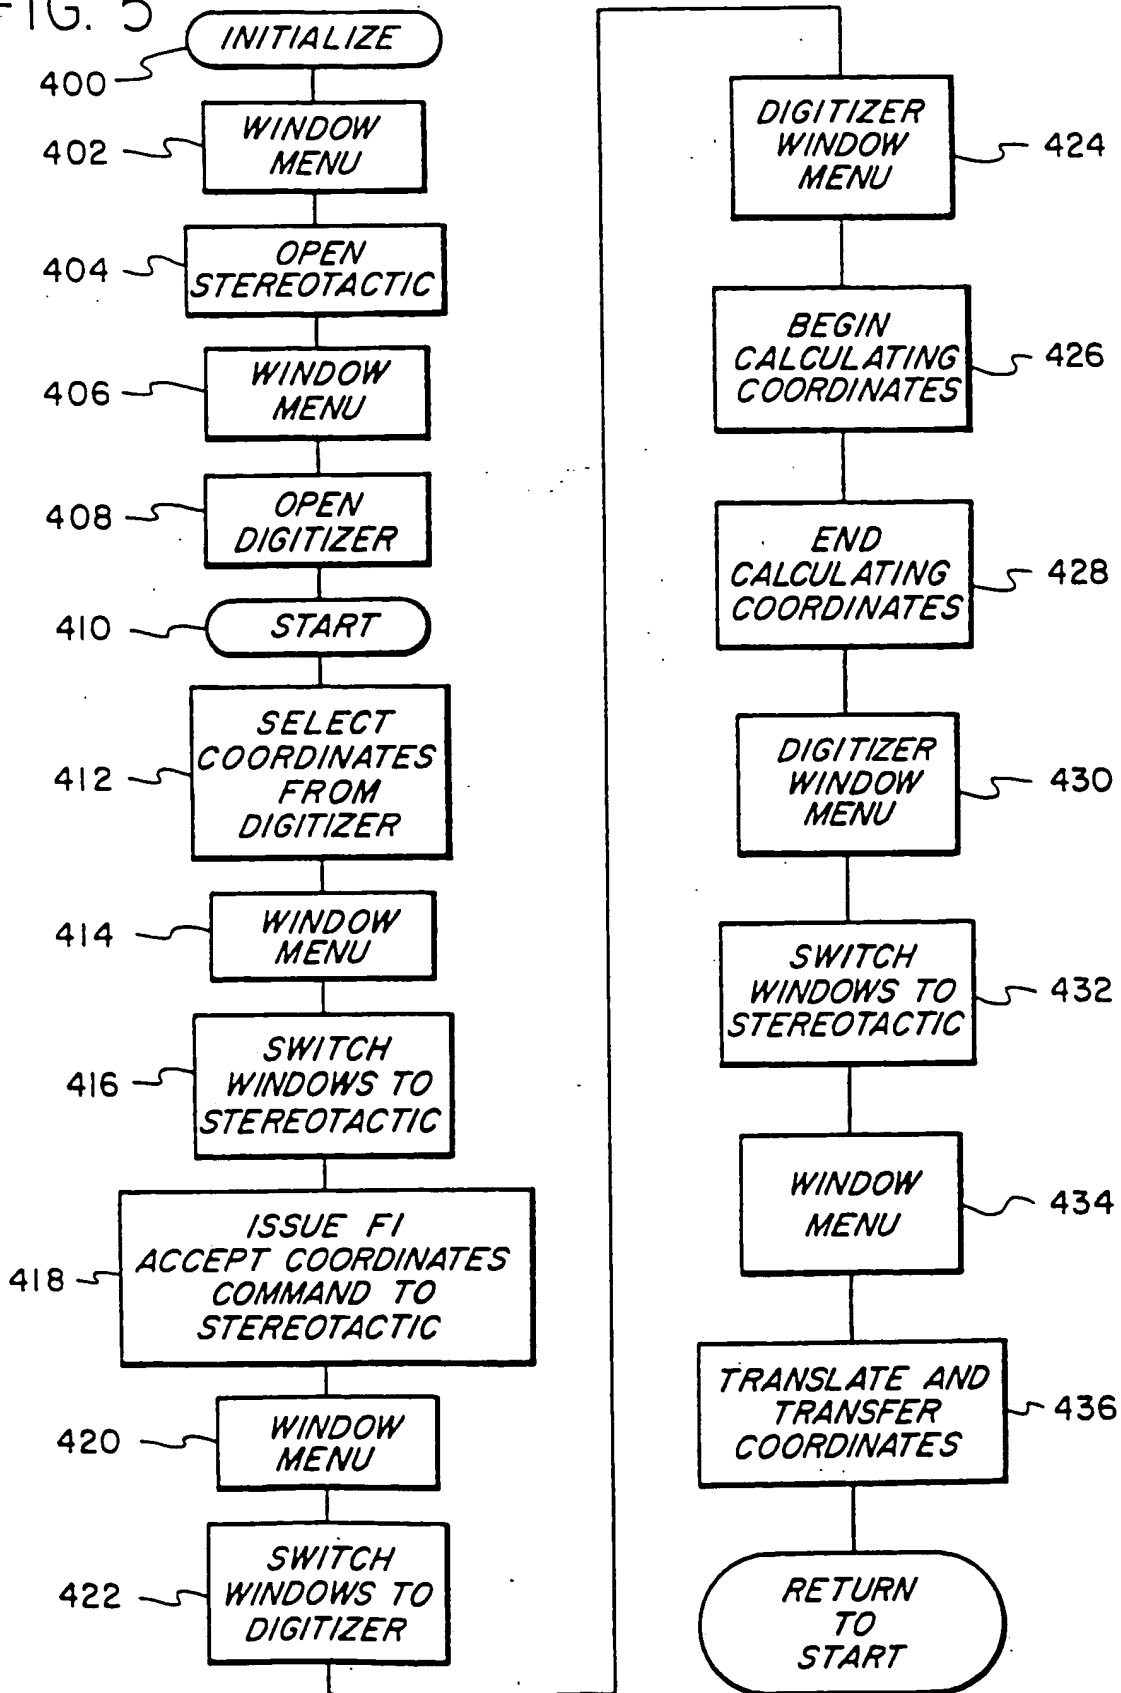 FIG. 5
INITIALIZE
400
WINDOW
MENU
402
OPEN
STEREOTACTIC
404
WINDOW
MENU
406
OPEN
DIGITIZER
408
START
410
SELECT
COORDINATES
FROM
DIGITIZER
412
WINDOW
MENU
414
SWITCH
WINDOWS TO
STEREOTACTIC
416
ISSUE F1
ACCEPT COORDINATES
COMMAND TO
STEREOTACTIC
418
WINDOW
MENU
420
SWITCH
WINDOWS TO
DIGITIZER
422
DIGITIZER
WINDOW
MENU
424
BEGIN
CALCULATING
COORDINATES
426
END
CALCULATING
COORDINATES
428
DIGITIZER
WINDOW
MENU
430
SWITCH
WINDOWS TO
STEREOTACTIC
432
WINDOW
MENU
434
TRANSLATE AND
TRANSFER
COORDINATES
436
RETURN
TO
START